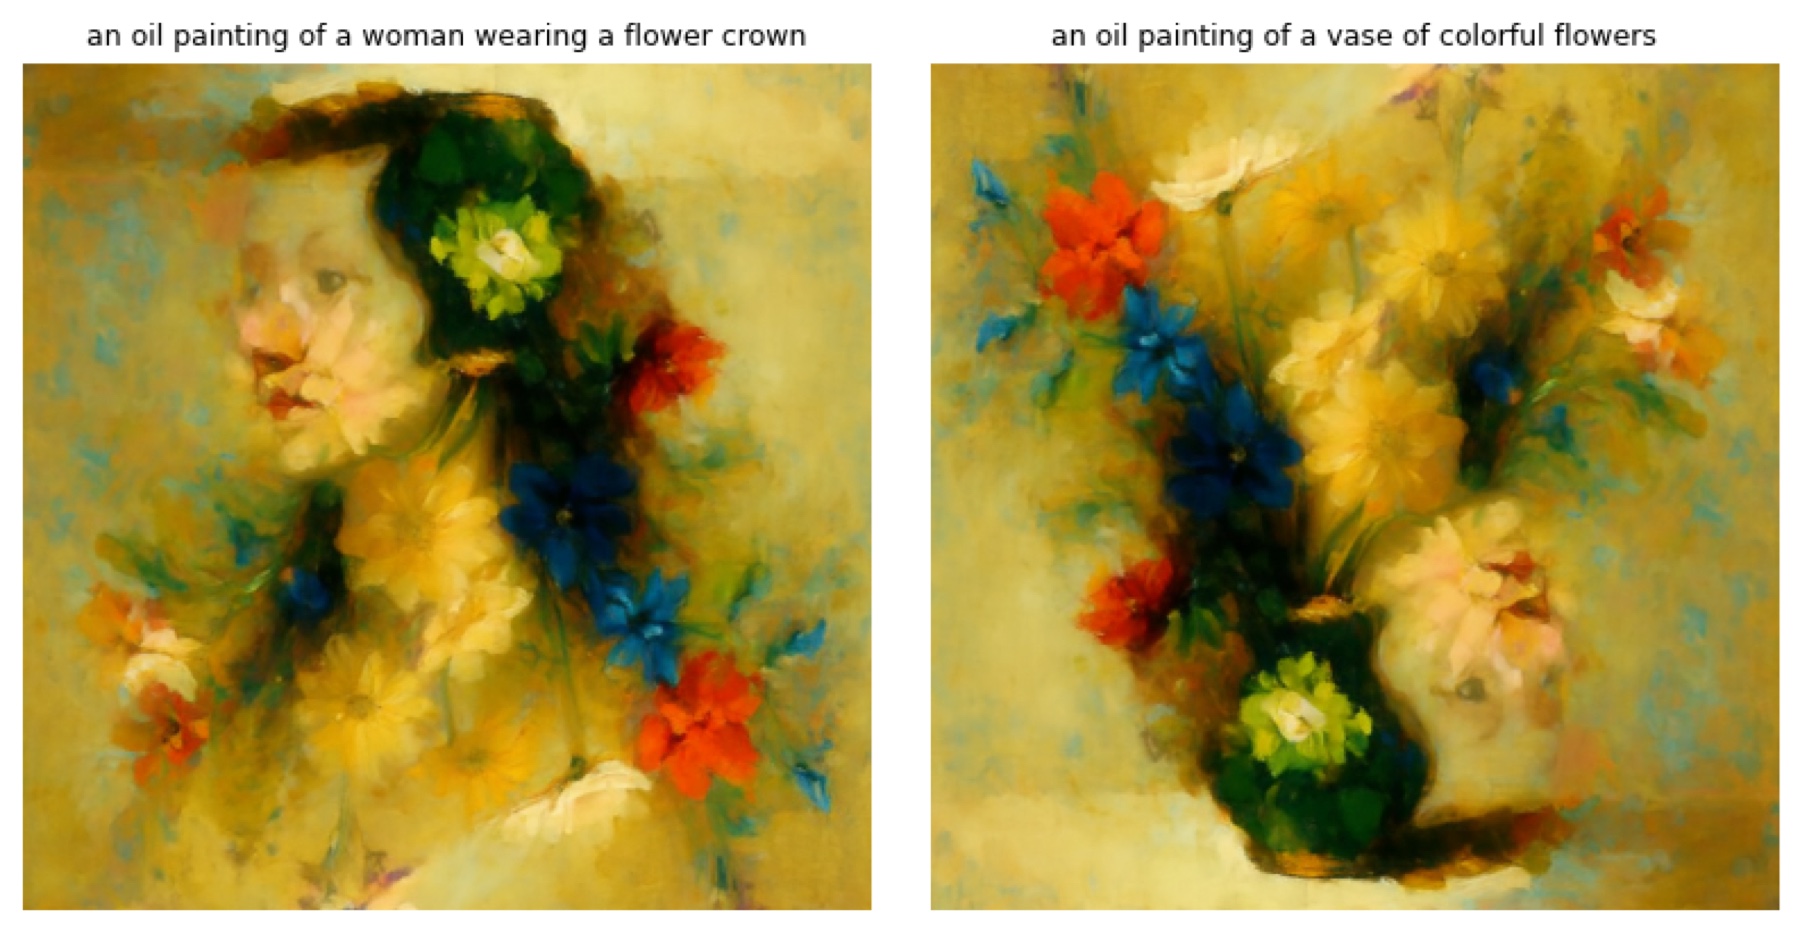 an oil painting of a woman wearing a flower crown
an oil painting of a vase of colorful flowers